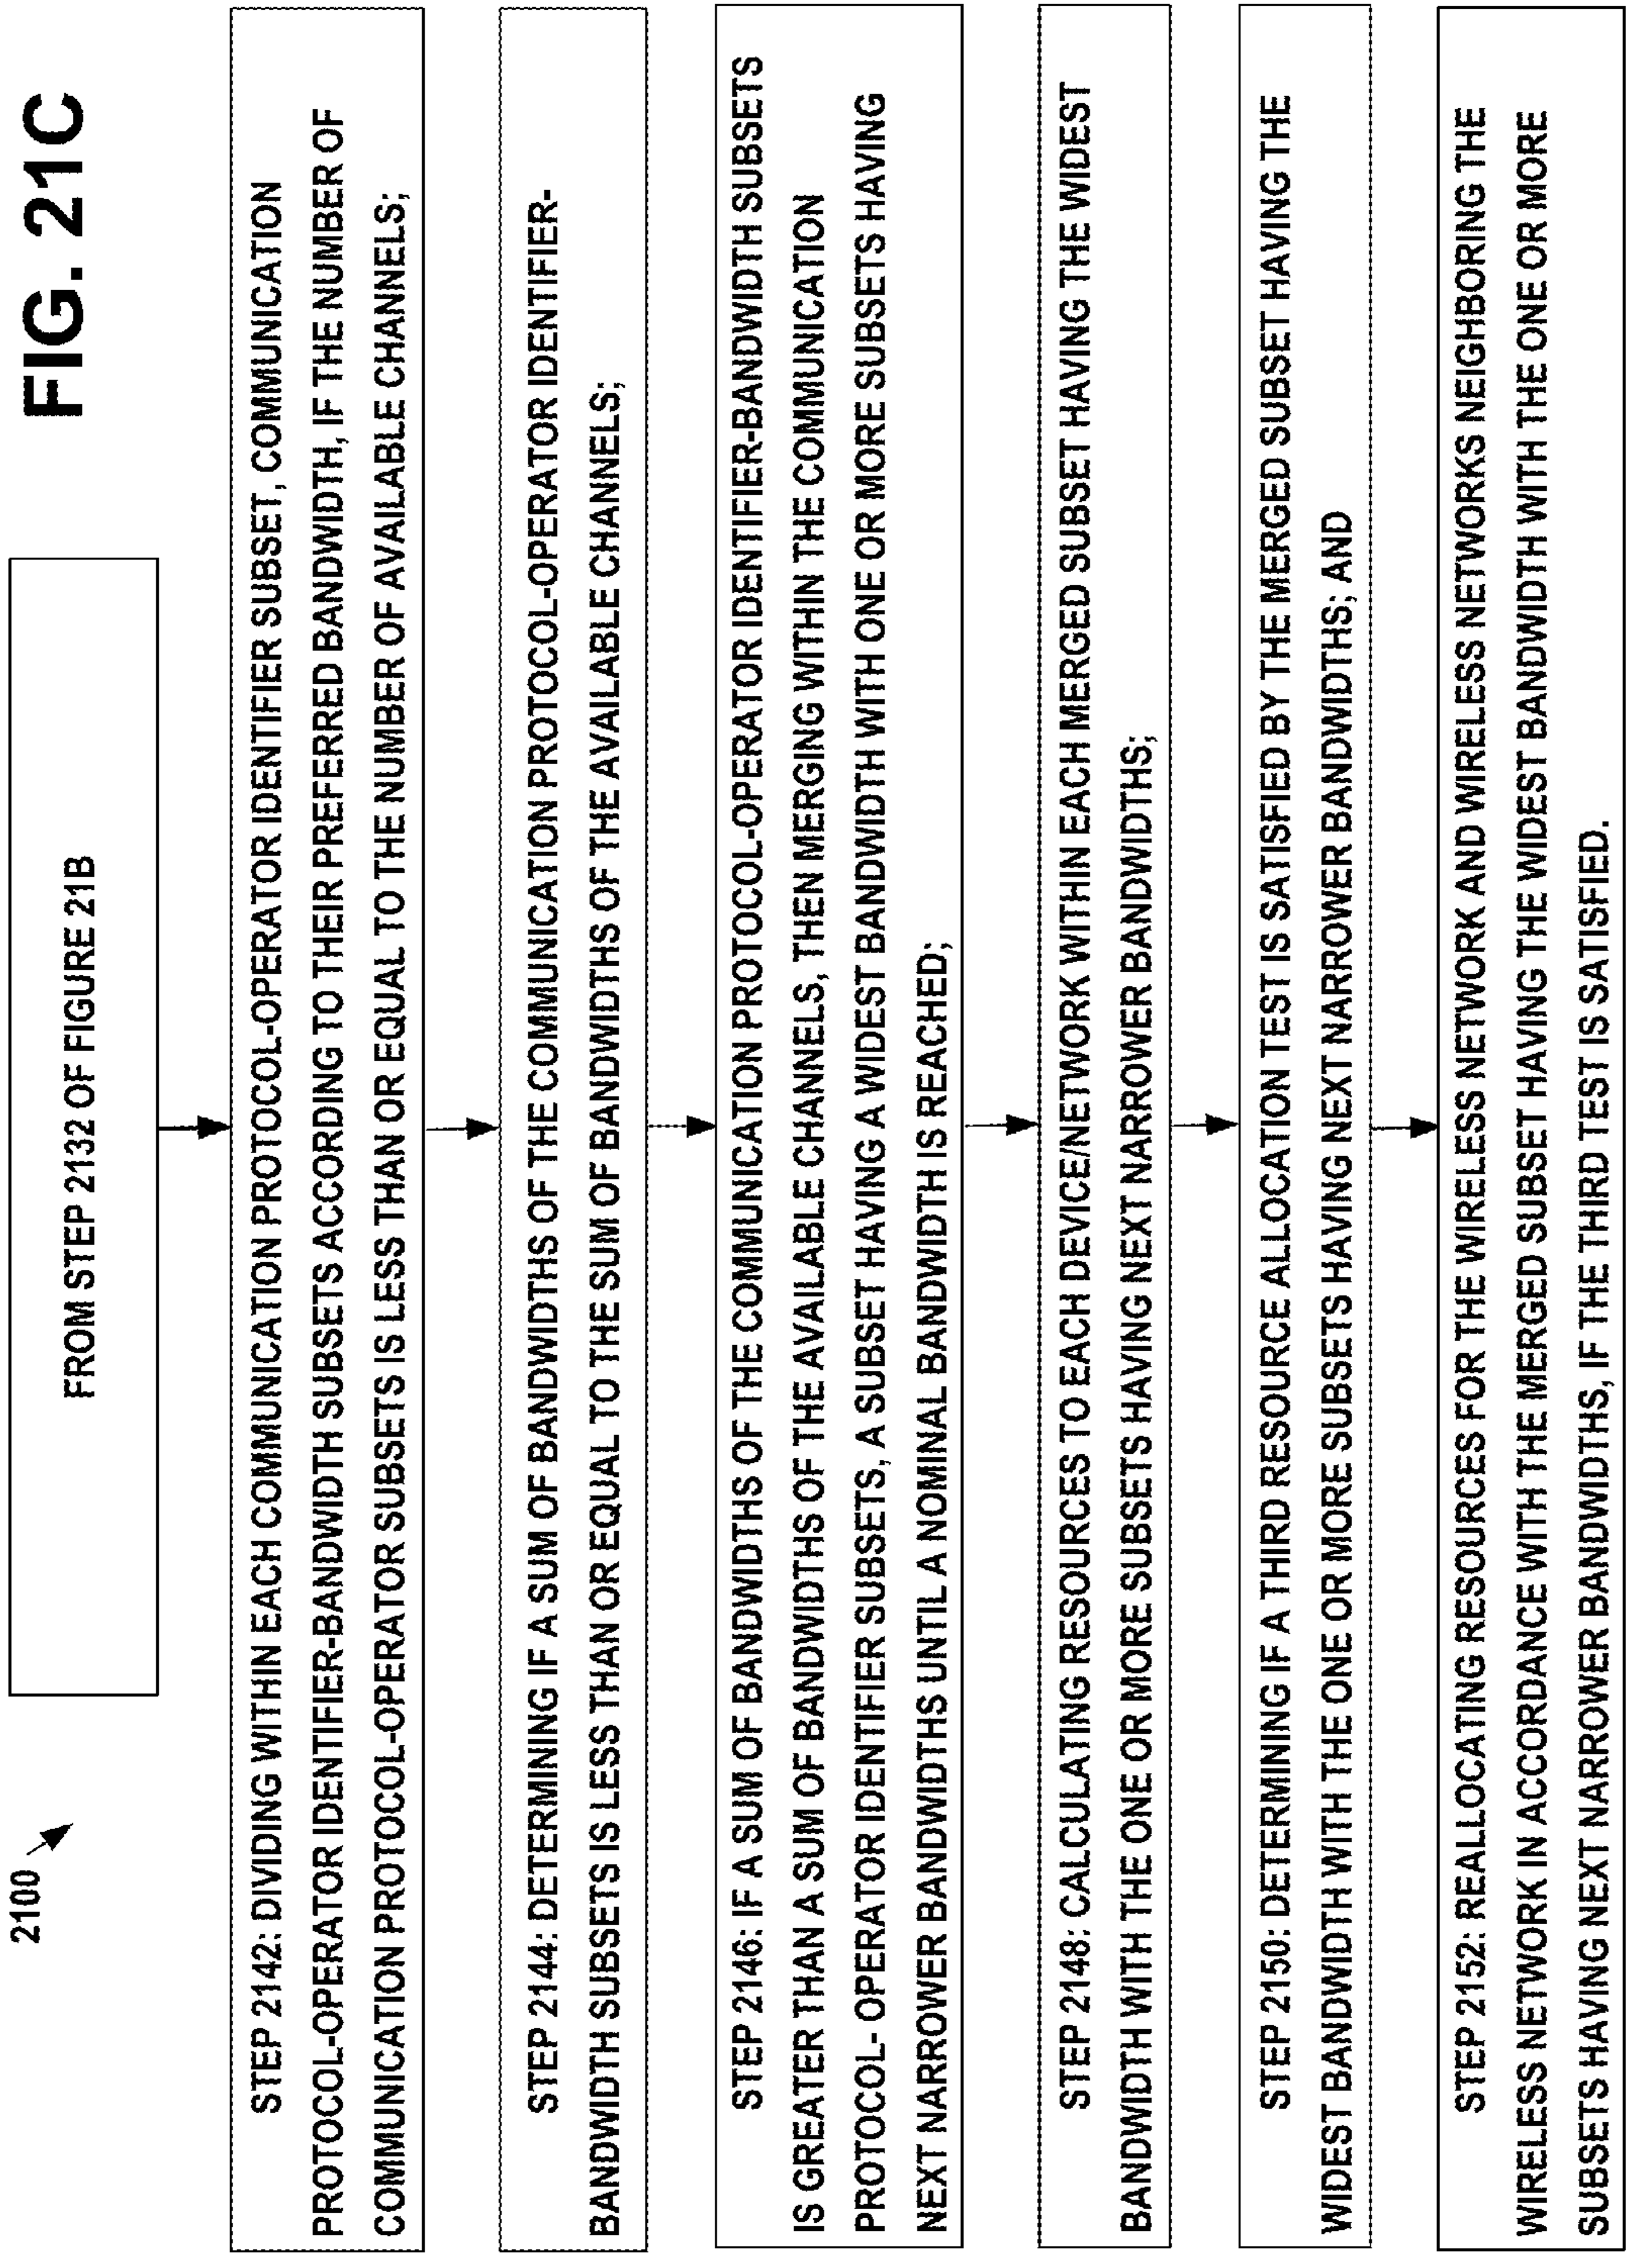 2100
FIG. 21C
FROM STEP 2132 OF FIGURE 21B
STEP 2142: DIVIDING WITHIN EACH COMMUNICATION PROTOCOL-OPERATOR IDENTIFIER SUBSET, COMMUNICATION
PROTOCOL-OPERATOR IDENTIFIER-BANDWIDTH SUBSETS ACCORDING TO THEIR PREFERRED BANDWIDTH, IF THE NUMBER OF
COMMUNICATION PROTOCOL-OPERATOR SUBSETS IS LESS THAN OR EQUAL TO THE NUMBER OF AVAILABLE CHANNELS;
STEP 2144: DETERMINING IF A SUM OF BANDWIDTHS OF THE COMMUNICATION PROTOCOL-OPERATOR IDENTIFIER-
BANDWIDTH SUBSETS IS LESS THAN OR EQUAL TO THE SUM OF BANDWIDTHS OF THE AVAILABLE CHANNELS;
STEP 2146: IF A SUM OF BANDWIDTHS OF THE COMMUNICATION PROTOCOL-OPERATOR IDENTIFIER-BANDWIDTH SUBSETS
IS GREATER THAN A SUM OF BANDWIDTHS OF THE AVAILABLE CHANNELS, THEN MERGING WITHIN THE COMMUNICATION
PROTOCOL- OPERATOR IDENTIFIER SUBSETS, A SUBSET HAVING A WIDEST BANDWIDTH WITH ONE OR MORE SUBSETS HAVING
NEXT NARROWER BANDWIDTHS UNTIL A NOMINAL BANDWIDTH IS REACHED;
STEP 2148: CALCULATING RESOURCES TO EACH DEVICE/NETWORK WITHIN EACH MERGED SUBSET HAVING THE WIDEST
BANDWIDTH WITH THE ONE OR MORE SUBSETS HAVING NEXT NARROWER BANDWIDTHS;
STEP 2150: DETERMINING IF A THIRD RESOURCE ALLOCATION TEST IS SATISFIED BY THE MERGED SUBSET HAVING THE
WIDEST BANDWIDTH WITH THE ONE OR MORE SUBSETS HAVING NEXT NARROWER BANDWIDTHS; AND
STEP 2152: REALLOCATING RESOURCES FOR THE WIRELESS NETWORK AND WIRELESS NETWORKS NEIGHBORING THE
WIRELESS NETWORK IN ACCORDANCE WITH THE MERGED SUBSET HAVING THE WIDEST BANDWIDTH WITH THE ONE OR MORE
SUBSETS HAVING NEXT NARROWER BANDWIDTHS, IF THE THIRD TEST IS SATISFIED.